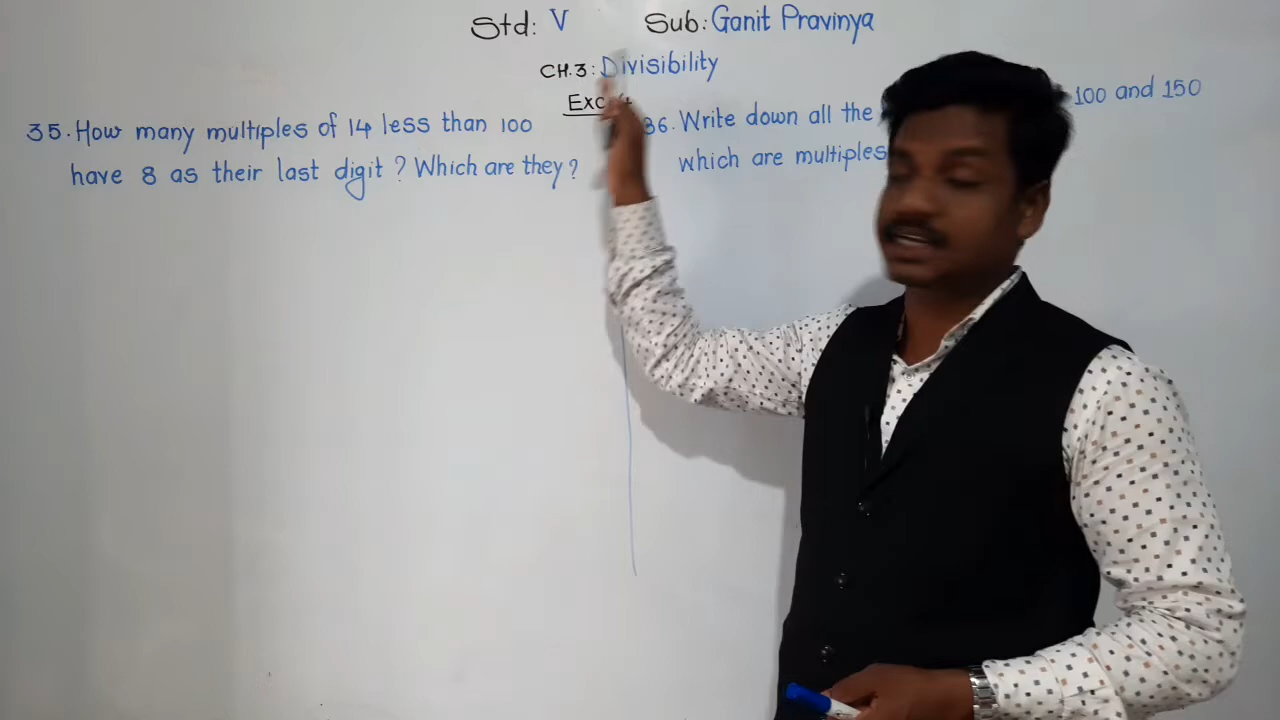 Std: V Sub: Ganit Pravinya
CH.3: Divisibility
Exc
35. How many multiples of 14 less than 100
have 8 as their last digit? Which are they?
36. Write down all the 100 and 150
which are multiples